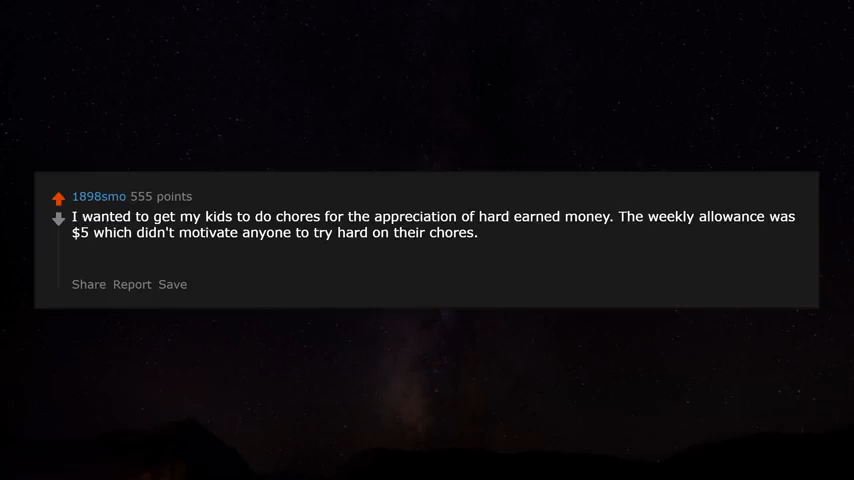 1898smo 555 points
I wanted to get my kids to do chores for the appreciation of hard earned money. The weekly allowance was
$5 which didn't motivate anyone to try hard on their chores.
Share Report Save